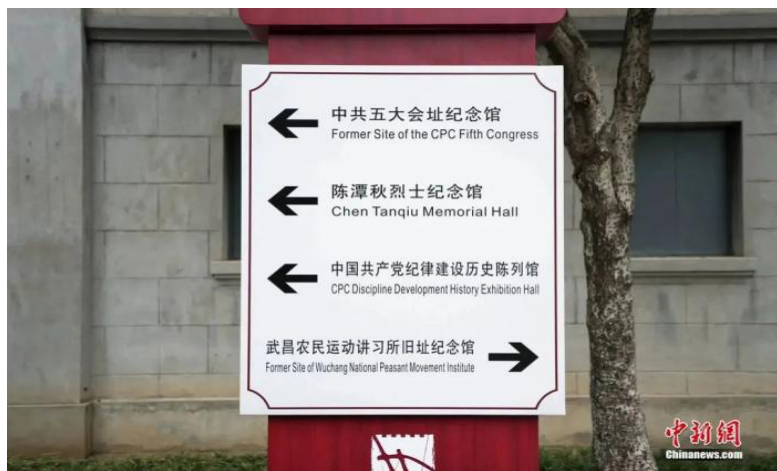 中共五大会址纪念馆
Former Site of the CPC Fifth Congress
陈潭秋烈士纪念馆
Chen Tanqiu Memorial Hall
中国共产党纪律建设历史陈列馆
CPC Discipline Development History Exhibition Hall
武昌农民运动讲习所旧址纪念馆
Former Site of Wuchang National Peasant Movement Institute
中新網
Chinanews.com